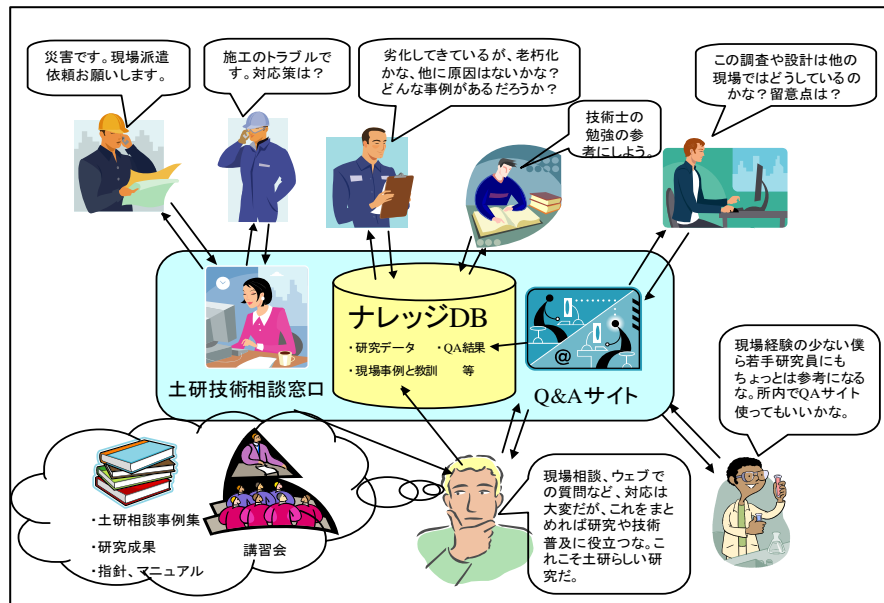 災害です。現場派遣
依頼お願いします。
施工のトラブルで
す。対応策は？
劣化してきているが、老朽化
かな、他に原因はないかな？
どんな事例があるだろうか？
技術士の
勉強の参
考にしよう。
この調査や設計は他の
現場ではどうしているの
かな？留意点は？
土研技術相談窓口
ナレッジDB
・研究データ　・QA結果
・現場事例と教訓　等
@
Q&Aサイト
現場経験の少ない僕
ら若手研究員にも
ちょっとは参考になる
な。所内でQAサイト
使ってもいいかな。
・土研相談事例集
・研究成果
・指針、マニュアル
講習会
現場相談、ウェブで
の質問など、対応は
大変だが、これをまと
めれば研究や技術
普及に役立つな。こ
れこそ土研らしい研
究だ。